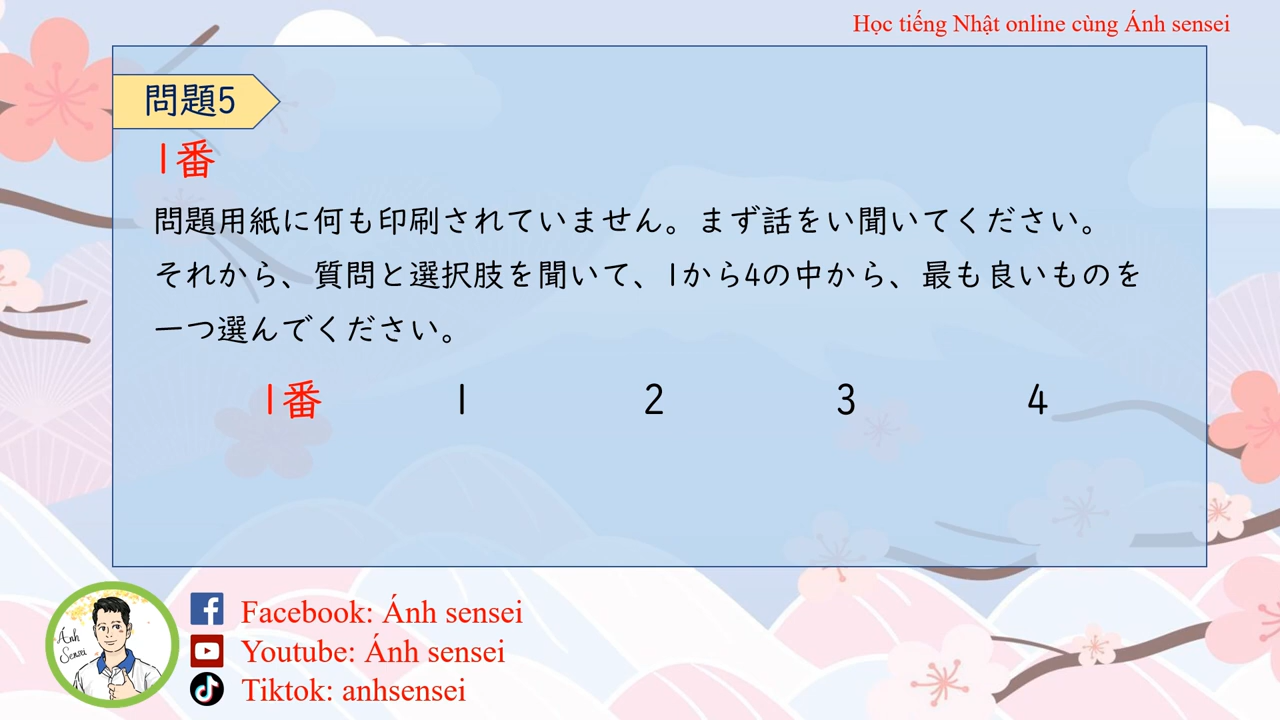 Học tiếng Nhật online cùng Ánh sensei
問題5
1番
問題用紙に何も印刷されていません。まず話をい聞いてください。
それから、質問と選択肢を聞いて、1から4の中から、最も良いものを
一つ選んでください。
1番 1 2 3 4
Ánh Sensei
Facebook: Ánh sensei
Youtube: Ánh sensei
Tiktok: anhsensei